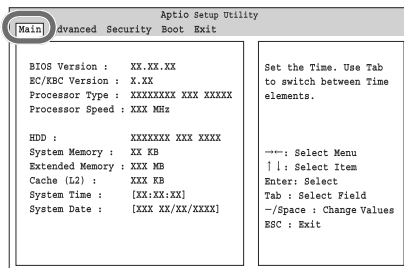 Aptio Setup Utility
Main Advanced Security Boot Exit
BIOS Version : XX.XX.XX
EC/KBC Version : X.XX
Processor Type : XXXXXXXX XXX XXXXX
Processor Speed : XXX MHz
HDD : XXXXXXX XXX XXXX
System Memory : XX KB
Extended Memory : XXX MB
Cache (L2) : XXX KB
System Time : [XX:XX:XX]
System Date : [XXX XX/XX/XXXX]
Set the Time. Use Tab
to switch between Time
elements.
→←: Select Menu
↑↓: Select Item
Enter: Select
Tab : Select Field
−/Space : Change Values
ESC : Exit